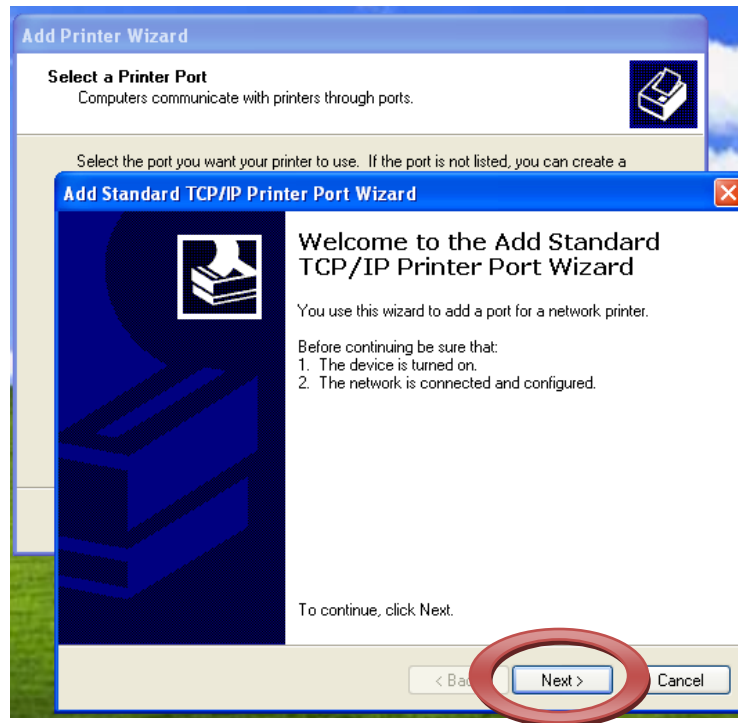 Add Printer Wizard
Select a Printer Port
Computers communicate with printers through ports.
Select the port you want your printer to use. If the port is not listed, you can create a
Add Standard TCP/IP Printer Port Wizard
Welcome to the Add Standard
TCP/IP Printer Port Wizard
You use this wizard to add a port for a network printer.
Before continuing be sure that:
1. The device is turned on.
2. The network is connected and configured.
To continue, click Next.
< Ba
Next >
Cancel